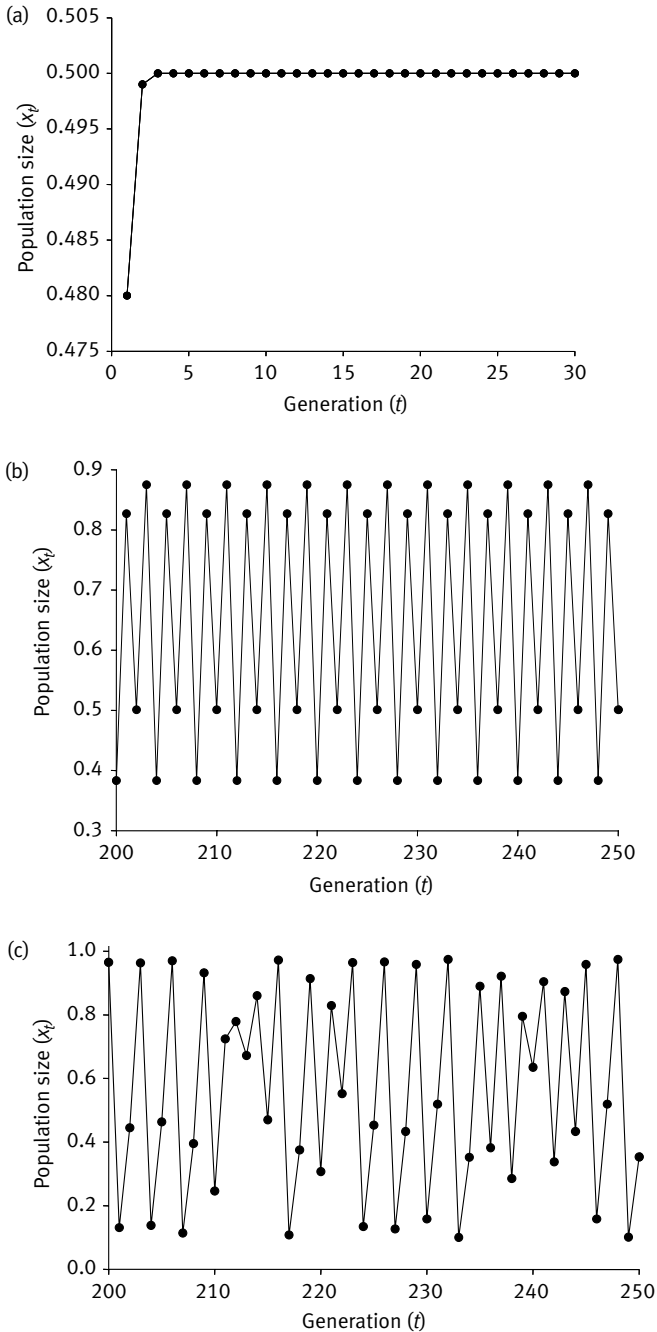 (a)
0.505
0.500
0.495
0.490
0.485
0.480
0.475
Population size (xt)
0 5 10 15 20 25 30
Generation (t)
(b)
0.9
0.8
0.7
0.6
0.5
0.4
0.3
Population size (xt)
200 210 220 230 240 250
Generation (t)
(c)
1.0
0.8
0.6
0.4
0.2
0.0
Population size (xt)
200 210 220 230 240 250
Generation (t)